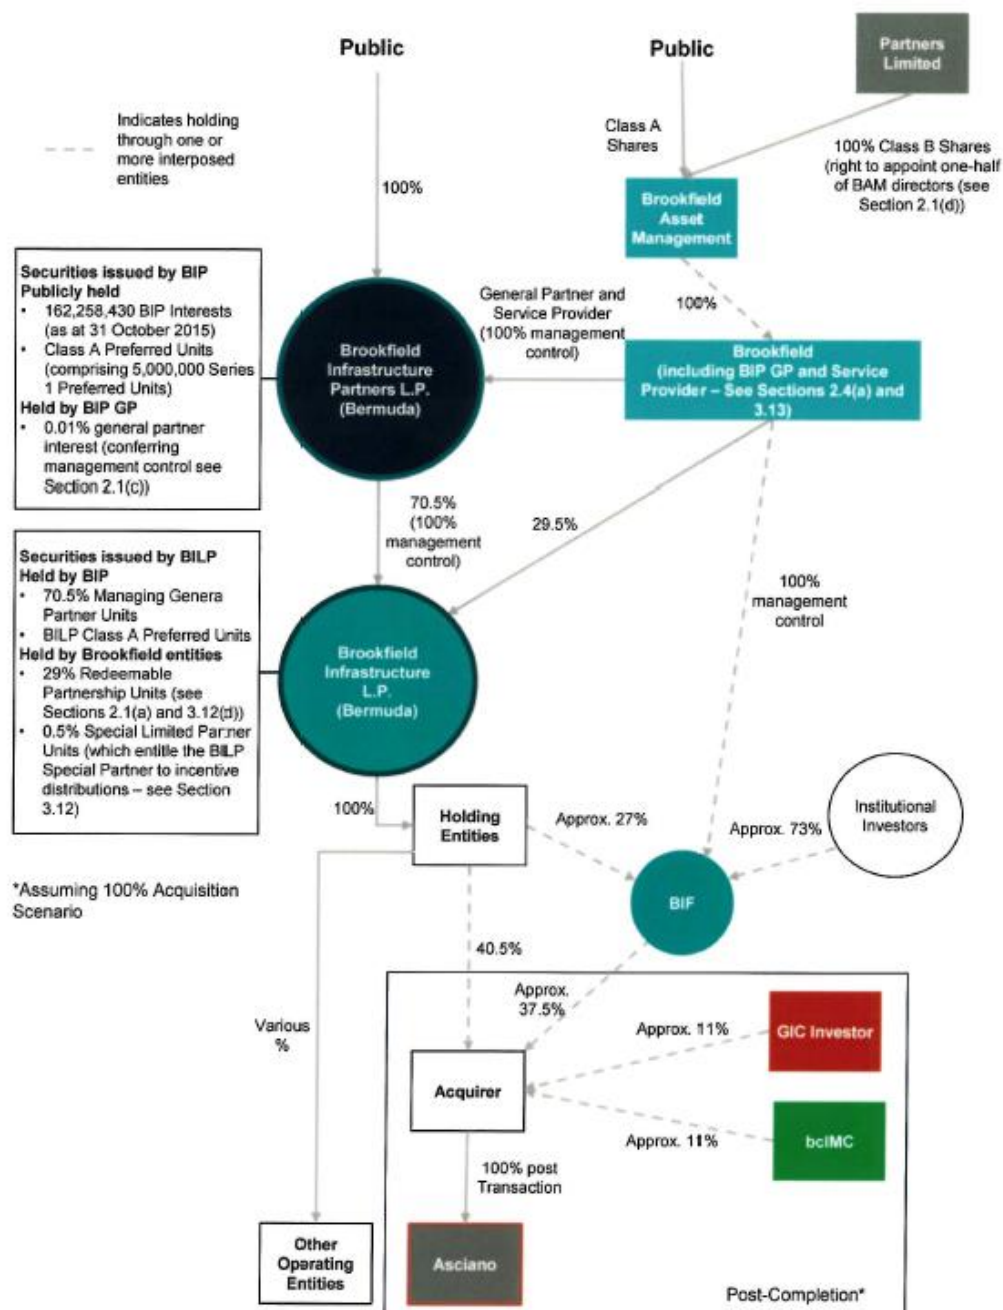 Public
Public
Partners
Limited
Indicates holding
through one or
more interposed
entities
Class A
Shares
100% Class B Shares
(right to appoint one-half
of BAM directors (see
Section 2.1(d))
100%
Brookfield
Asset
Management
Securities issued by BIP
Publicly held
• 162,258,430 BIP Interests
(as at 31 October 2015)
• Class A Preferred Units
(comprising 5,000,000 Series
1 Preferred Units)
Held by BIP GP
• 0.01% general partner
interest (conferring
management control see
Section 2.1(c))
General Partner and
Service Provider
(100% management
control)
100%
Brookfield
Infrastructure
Partners L.P.
(Bermuda)
Brookfield
(including BIP GP and Service
Provider – See Sections 2.4(a) and
3.13)
70.5%
(100%
management
control)
29.5%
100%
management
control
Securities issued by BILP
Held by BIP
• 70.5% Managing Genera
Partner Units
• BILP Class A Preferred Units
Held by Brookfield entities
• 29% Redeemable
Partnership Units (see
Sections 2.1(a) and 3.12(d))
• 0.5% Special Limited Partner
Units (which entitle the BILP
Special Partner to incentive
distributions – see Section
3.12)
Brookfield
Infrastructure
L.P.
(Bermuda)
100%
Holding
Entities
Approx. 27%
Approx. 73%
Institutional
Investors
*Assuming 100% Acquisition
Scenario
BIF
40.5%
Approx.
37.5%
Various
%
Approx. 11%
GIC Investor
Acquirer
Approx. 11%
bcIMC
100% post
Transaction
Other
Operating
Entities
Asciano
Post-Completion*